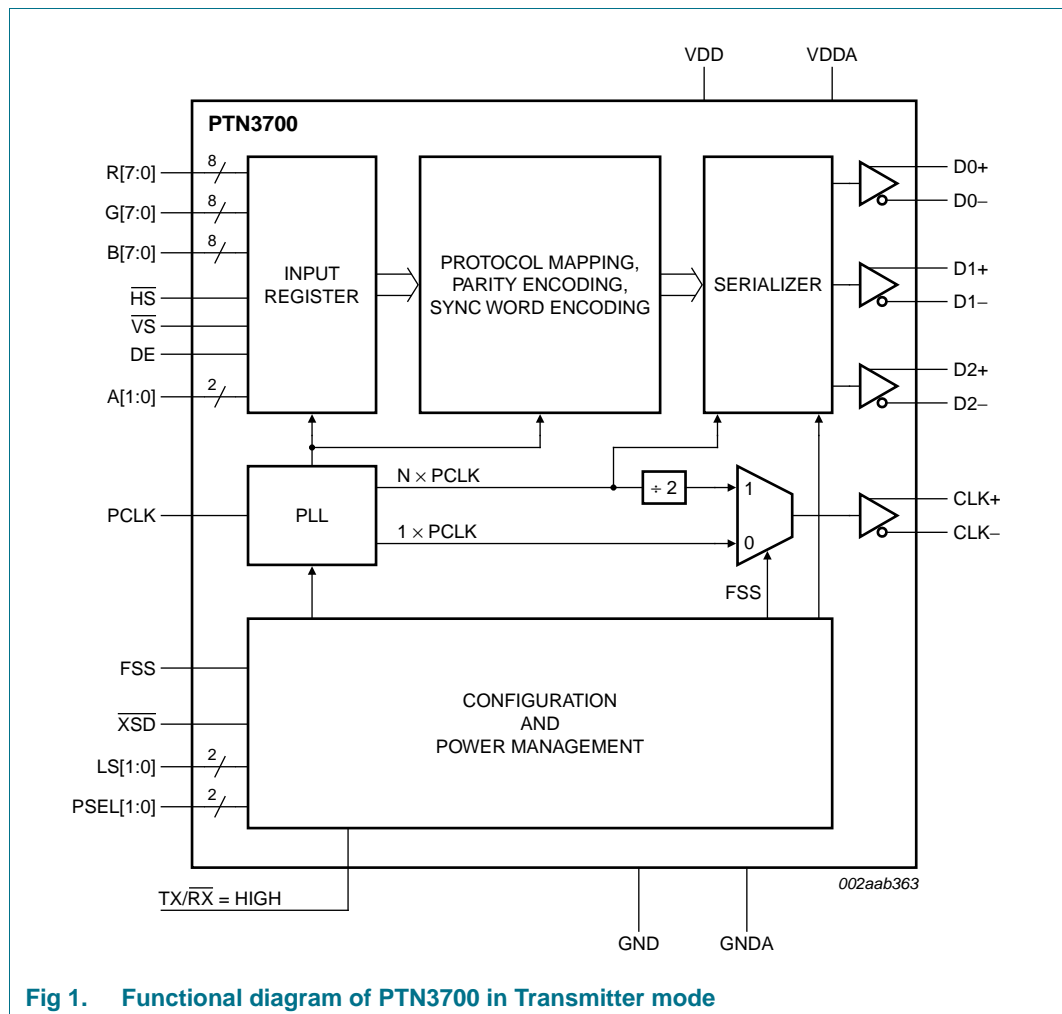 VDD
VDDA
PTN3700
R[7:0]
8
G[7:0]
8
B[7:0]
8
HS
VS
DE
A[1:0]
2
INPUT
REGISTER
PROTOCOL MAPPING,
PARITY ENCODING,
SYNC WORD ENCODING
SERIALIZER
D0+
D0−
D1+
D1−
D2+
D2−
PCLK
PLL
N × PCLK
1 × PCLK
÷ 2
1
0
FSS
CLK+
CLK−
FSS
XSD
LS[1:0]
2
PSEL[1:0]
2
CONFIGURATION
AND
POWER MANAGEMENT
TX/RX = HIGH
GND
GNDA
002aab363
Fig 1. Functional diagram of PTN3700 in Transmitter mode